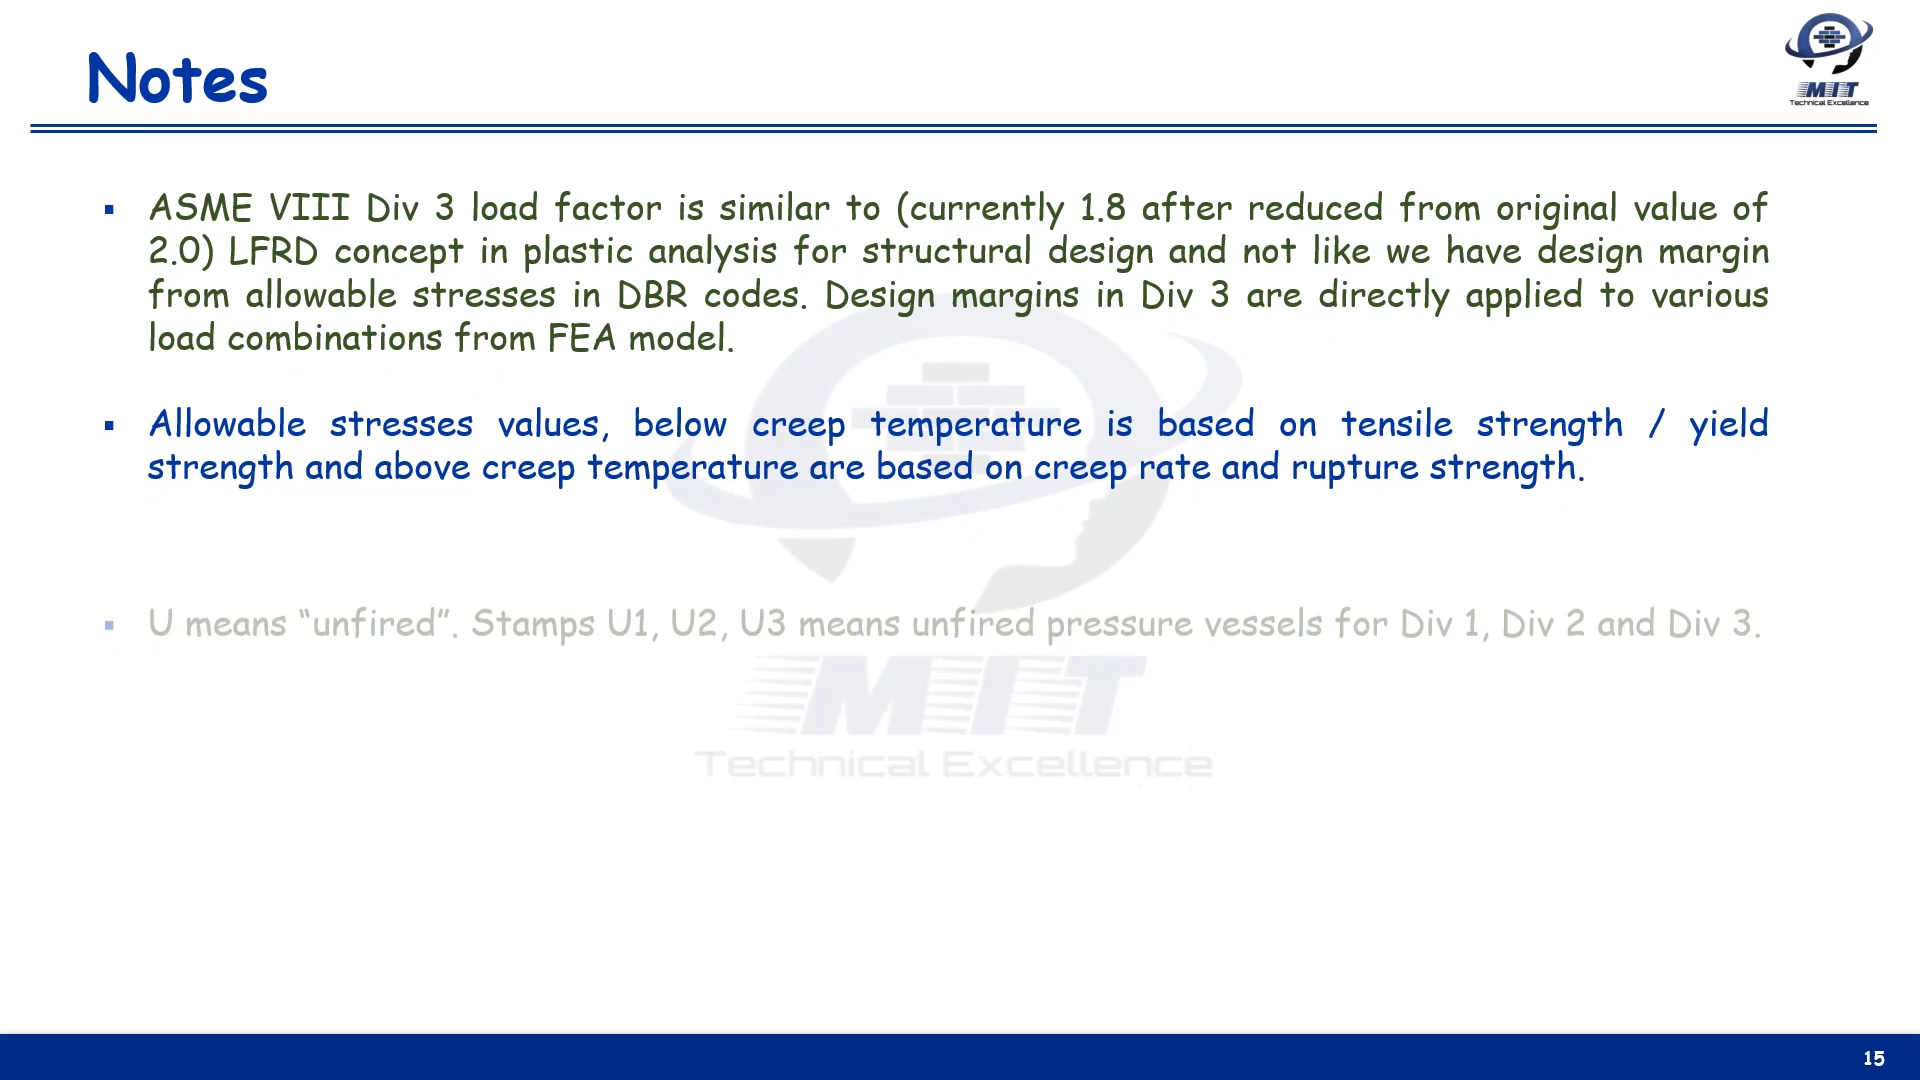 Notes
MIT
Technical Excellence
▪ ASME VIII Div 3 load factor is similar to (currently 1.8 after reduced from original value of
2.0) LFRD concept in plastic analysis for structural design and not like we have design margin
from allowable stresses in DBR codes. Design margins in Div 3 are directly applied to various
load combinations from FEA model.
▪ Allowable stresses values, below creep temperature is based on tensile strength / yield
strength and above creep temperature are based on creep rate and rupture strength.
▪ U means “unfired”. Stamps U1, U2, U3 means unfired pressure vessels for Div 1, Div 2 and Div 3.
MIT
Technical Excellence
15